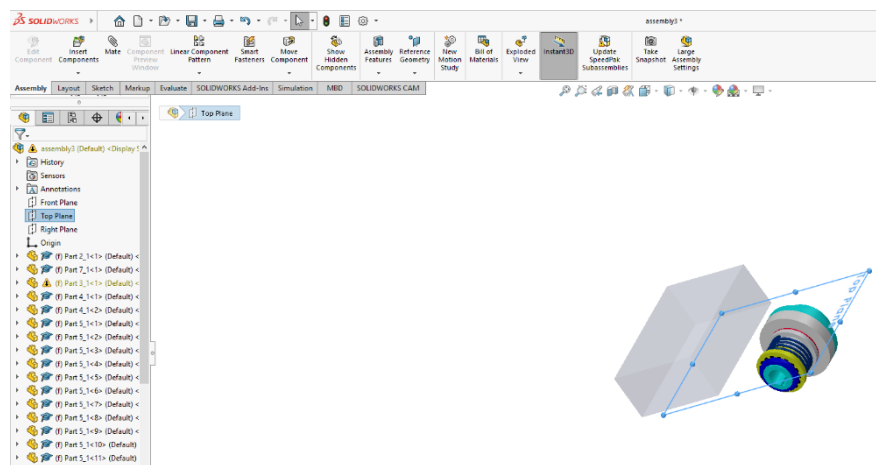 SOLIDWORKS
assembly3 *
Edit Component
Insert Components
Mate
Component Preview Window
Linear Component Pattern
Smart Fasteners
Move Component
Show Hidden Components
Assembly Features
Reference Geometry
New Motion Study
Bill of Materials
Exploded View
Instant3D
Update SpeedPak Subassemblies
Take Snapshot
Large Assembly Settings
Assembly Layout Sketch Markup Evaluate SOLIDWORKS Add-Ins Simulation MBD SOLIDWORKS CAM
Top Plane
assembly3 (Default) <Display S
History
Sensors
Annotations
Front Plane
Top Plane
Right Plane
Origin
(f) Part 2_1<1> (Default) <
(f) Part 7_1<1> (Default) <
(f) Part 3_1<1> (Default) <
(f) Part 4_1<1> (Default) <
(f) Part 4_1<2> (Default) <
(f) Part 5_1<1> (Default) <
(f) Part 5_1<2> (Default) <
(f) Part 5_1<3> (Default) <
(f) Part 5_1<4> (Default) <
(f) Part 5_1<5> (Default) <
(f) Part 5_1<6> (Default) <
(f) Part 5_1<7> (Default) <
(f) Part 5_1<8> (Default) <
(f) Part 5_1<9> (Default) <
(f) Part 5_1<10> (Default)
(f) Part 5_1<11> (Default)
Top Plane